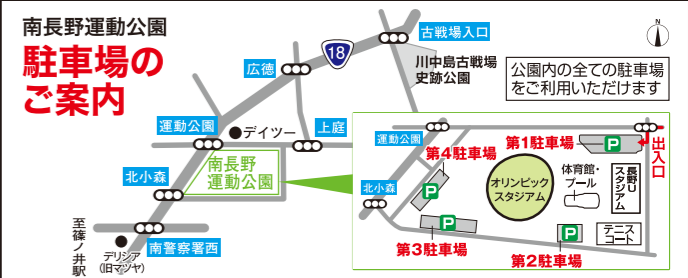 南長野運動公園
駐車場の
ご案内
18
古戦場入口
N
広徳
川中島古戦場
史跡公園
公園内の全ての駐車場
をご利用いただけます
運動公園
デイツー
上庭
南長野
運動公園
北小森
至篠ノ井駅
デリシア
(旧マツヤ)
南警察署西
運動公園
第1駐車場
P
出入口
第4駐車場
P
北小森
オリンピック
スタジアム
体育館・
プール
長野U
スタジアム
P
第3駐車場
P
第2駐車場
テニス
コート